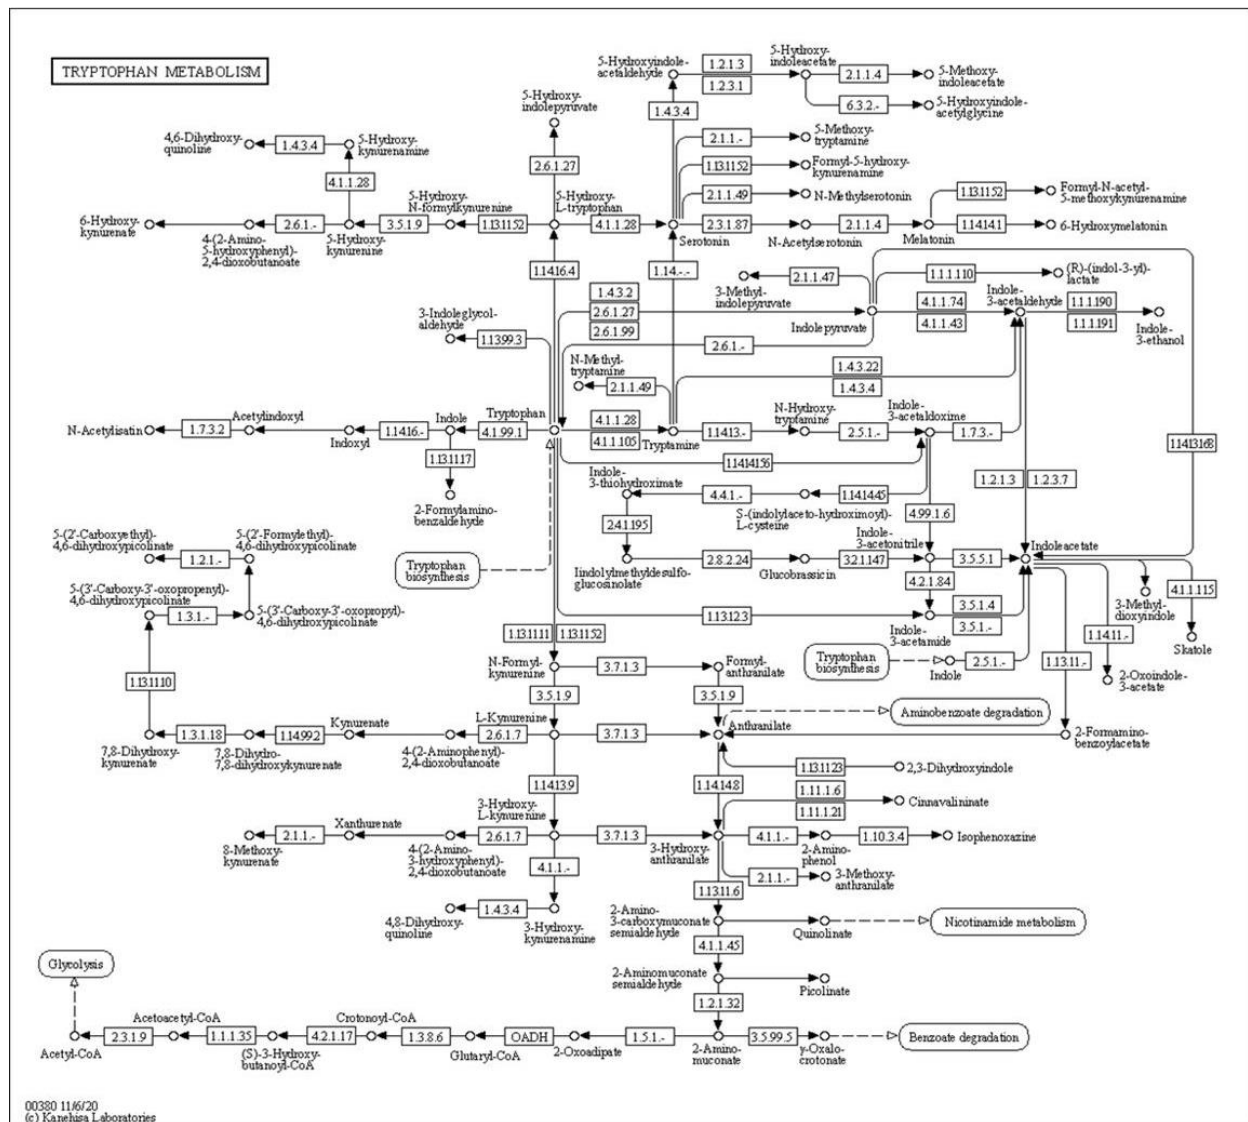 TRYPTOPHAN METABOLISM
5-Hydroxyindole-
acetaldehyde
1.2.1.3
1.2.3.1
5-Hydroxy-
indoleacetate
2.1.1.4
5-Methoxy-
indoleacetate
6.3.2.-
5-Hydroxyindole-
acetylglycine
5-Hydroxy-
indolepyruvate
1.4.3.4
4,6-Dihydroxy-
quinoline
1.4.3.4
5-Hydroxy-
kynurenamine
2.6.1.27
2.1.1.-
5-Methoxy-
tryptamine
1.13.11.52
Formyl-5-hydroxy-
kynurenamine
4.1.1.28
5-Hydroxy-
N-formylkynurenine
5-Hydroxy-
L-tryptophan
2.1.1.49
N-Methylserotonin
1.13.11.52
Formyl-N-acetyl-
5-methoxykynurenamine
6-Hydroxy-
kynurenate
2.6.1.-
3.5.1.9
1.13.11.52
4.1.1.28
2.3.1.87
2.1.1.4
1.14.14.1
6-Hydroxymelatonin
4-(2-Amino-
5-hydroxyphenyl)-
2,4-dioxobutanoate
5-Hydroxy-
kynurenine
Serotonin
N-Acetylserotonin
Melatonin
1.14.16.4
1.14.-.-
3-Methyl-
indolepyruvate
2.1.1.47
1.1.1.110
(R)-(indol-3-yl)-
lactate
3-Indoleglycol-
aldehyde
1.13.99.3
1.4.3.2
2.6.1.27
2.6.1.99
Indolepyruvate
4.1.1.74
4.1.1.43
Indole-
3-acetaldehyde
1.1.1.190
1.1.1.191
Indole-
3-ethanol
2.6.1.-
N-Methyl-
tryptamine
2.1.1.49
1.4.3.22
1.4.3.4
N-Acetylisatin
1.7.3.2
Acetylindoxyl
Indoxyl
1.14.16.-
Indole
4.1.99.1
Tryptophan
4.1.1.28
4.1.1.105
Tryptamine
1.14.13.-
N-Hydroxy-
tryptamine
2.5.1.-
Indole-
3-acetaldoxime
1.7.3.-
1.14.13.168
1.13.11.17
2-Formylamino-
benzaldehyde
1.14.14.156
Indole-
3-thiohydroximate
4.4.1.-
1.14.14.45
S-(indolylaceto-hydroximoyl)-
L-cysteine
1.2.1.3
1.2.3.7
2.4.1.195
4.99.1.6
5-(2'-Carboxyethyl)-
4,6-dihydroxypicolinate
1.2.1.-
5-(2'-Formylethyl)-
4,6-dihydroxypicolinate
Tryptophan
biosynthesis
Iindolylmethyldesulfo-
glucosinolate
2.8.2.24
Glucobrassicin
3.2.1.147
Indole-
3-acetonitrile
3.5.5.1
Indoleacetate
5-(3'-Carboxy-3'-oxopropenyl)-
4,6-dihydroxypicolinate
1.3.1.-
5-(3'-Carboxy-3'-oxopropyl)-
4,6-dihydroxypicolinate
4.2.1.84
1.13.12.3
3.5.1.4
3.5.1.-
Indole-
3-acetamide
3-Methyl-
dioxyindole
4.1.1.115
Skatole
1.13.11.11
1.13.11.52
1.14.11.-
N-Formyl-
kynurenine
3.7.1.3
Formyl-
anthranilate
Tryptophan
biosynthesis
Indole
2.5.1.-
1.13.11.-
2-Oxoindole-
3-acetate
1.13.11.10
3.5.1.9
3.5.1.9
7,8-Dihydroxy-
kynurenate
1.3.1.18
7,8-Dihydro-
7,8-dihydroxykynurenate
1.14.99.2
Kynurenate
4-(2-Aminophenyl)-
2,4-dioxobutanoate
2.6.1.7
L-Kynurenine
3.7.1.3
Anthranilate
Aminobenzoate degradation
2-Formamino-
benzoylacetate
1.13.11.23
2,3-Dihydroxyindole
1.14.13.9
1.14.14.8
1.11.1.6
1.11.1.21
Cinnavalininate
8-Methoxy-
kynurenate
2.1.1.-
Xanthurenate
4-(2-Amino-
3-hydroxyphenyl)-
2,4-dioxobutanoate
2.6.1.7
3-Hydroxy-
L-kynurenine
3.7.1.3
3-Hydroxy-
anthranilate
4.1.1.-
2-Amino-
phenol
1.10.3.4
Isophenoxazine
4.1.1.-
2.1.1.-
3-Methoxy-
anthranilate
1.13.11.6
4,8-Dihydroxy-
quinoline
1.4.3.4
3-Hydroxy-
kynurenamine
2-Amino-
3-carboxymuconate
semialdehyde
Quinolinate
Nicotinamide metabolism
4.1.1.45
Glycolysis
2-Aminomuconate
semialdehyde
Picolinate
1.2.1.32
Acetyl-CoA
2.3.1.9
Acetoacetyl-CoA
1.1.1.35
(S)-3-Hydroxy-
butanoyl-CoA
4.2.1.17
Crotonoyl-CoA
1.3.8.6
Glutaryl-CoA
OADH
2-Oxoadipate
1.5.1.-
2-Amino-
muconate
3.5.99.5
γ-Oxalo-
crotonate
Benzoate degradation
00380 11/6/20
(c) Kanehisa Laboratories